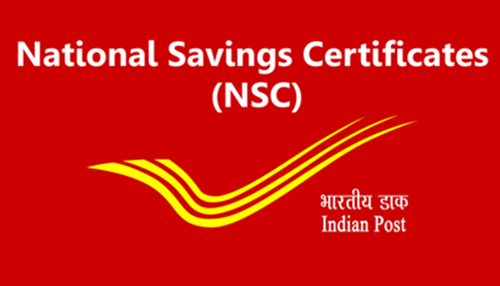 National Savings Certificates
(NSC)
भारतीय डाक
Indian Post